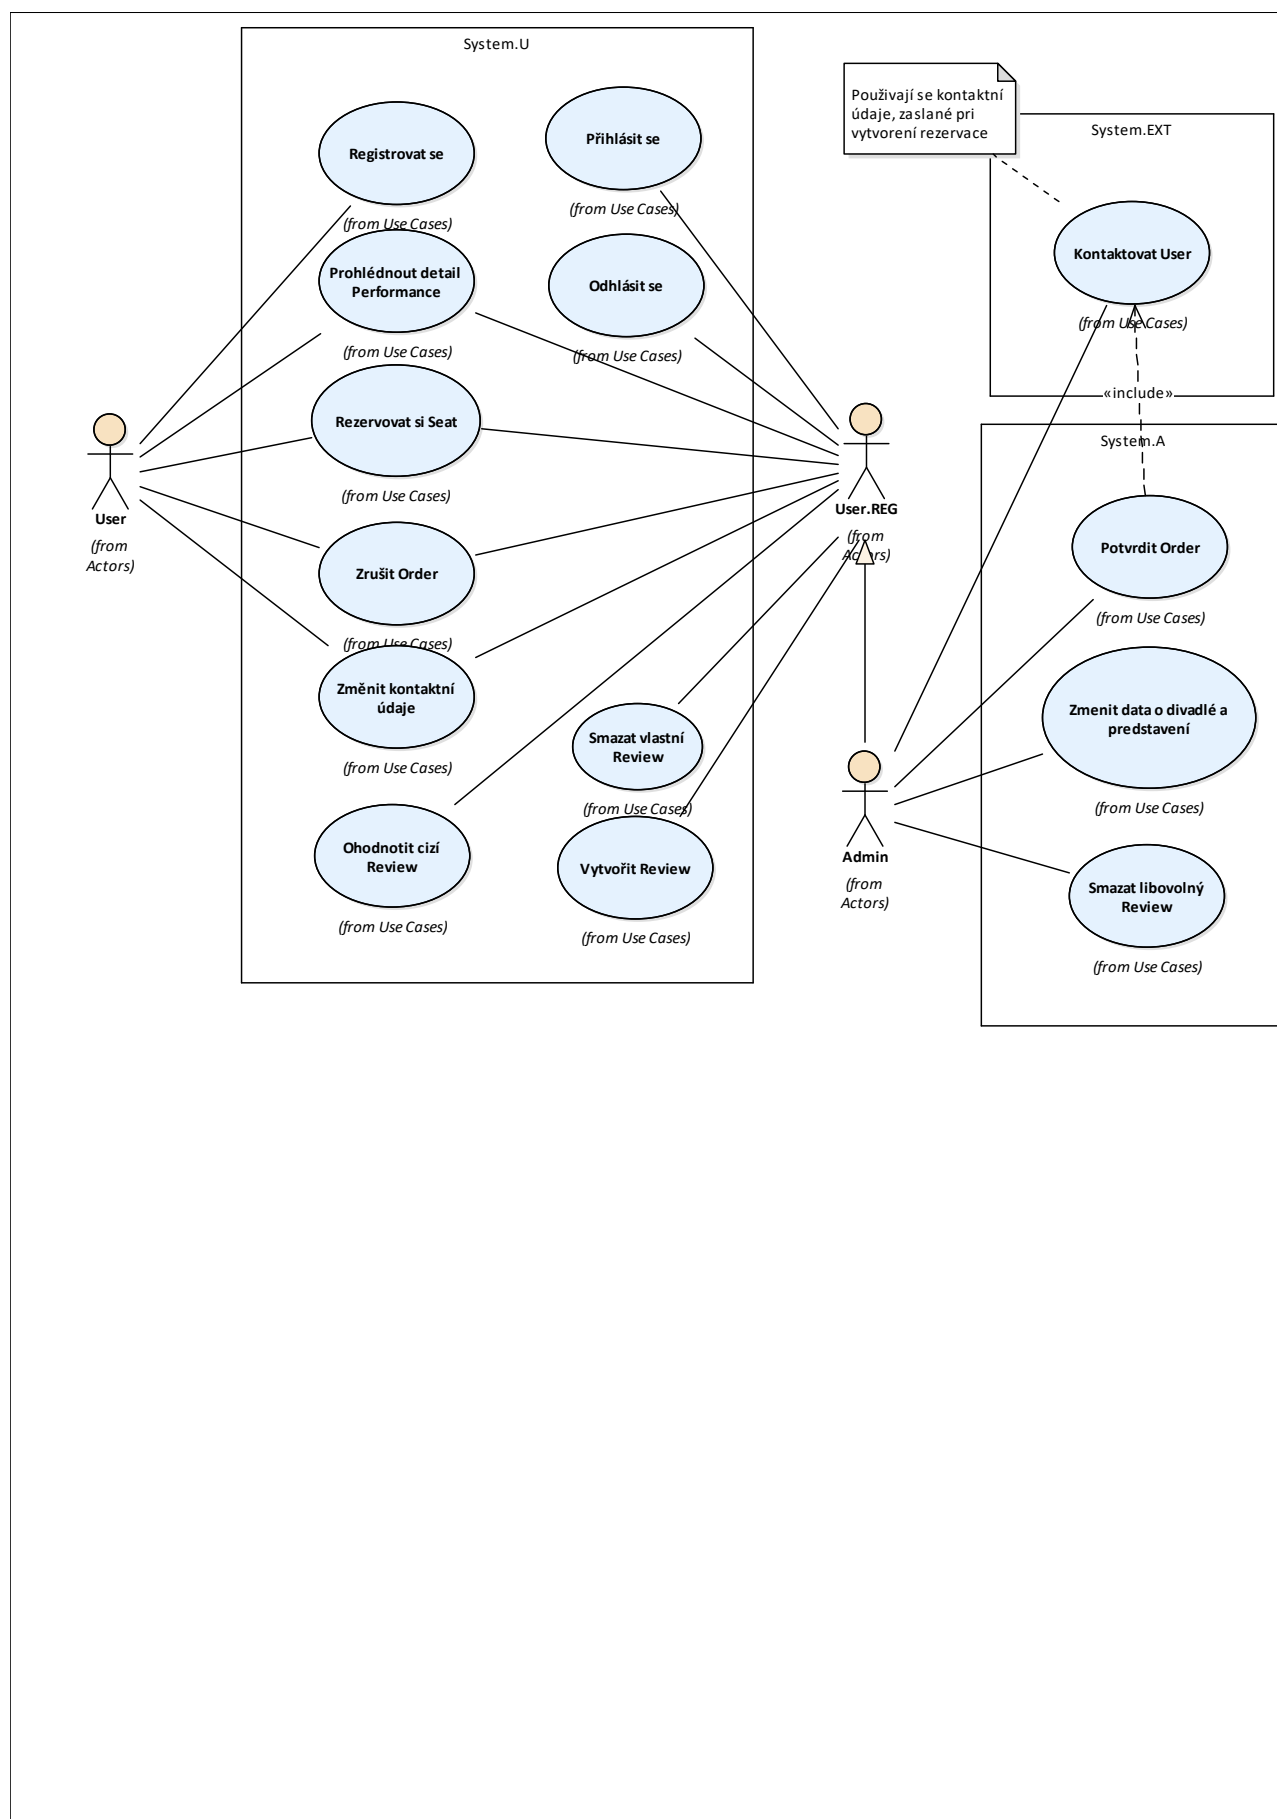 System.U
Registrovat se
(from Use Cases)
Přihlásit se
(from Use Cases)
Prohlédnout detail
Performance
(from Use Cases)
Odhlásit se
(from Use Cases)
Rezervovat si Seat
(from Use Cases)
Zrušit Order
(from Use Cases)
Změnit kontaktní
údaje
(from Use Cases)
Smazat vlastní
Review
(from Use Cases)
Ohodnotit cizí
Review
(from Use Cases)
Vytvořit Review
(from Use Cases)
User
(from
Actors)
User.REG
(from
Actors)
Admin
(from
Actors)
Použivají se kontaktní
údaje, zaslané pri
vytvorení rezervace
System.EXT
Kontaktovat User
(from Use Cases)
«include»
System.A
Potvrdit Order
(from Use Cases)
Zmenit data o divadlé a
predstavení
(from Use Cases)
Smazat libovolný
Review
(from Use Cases)